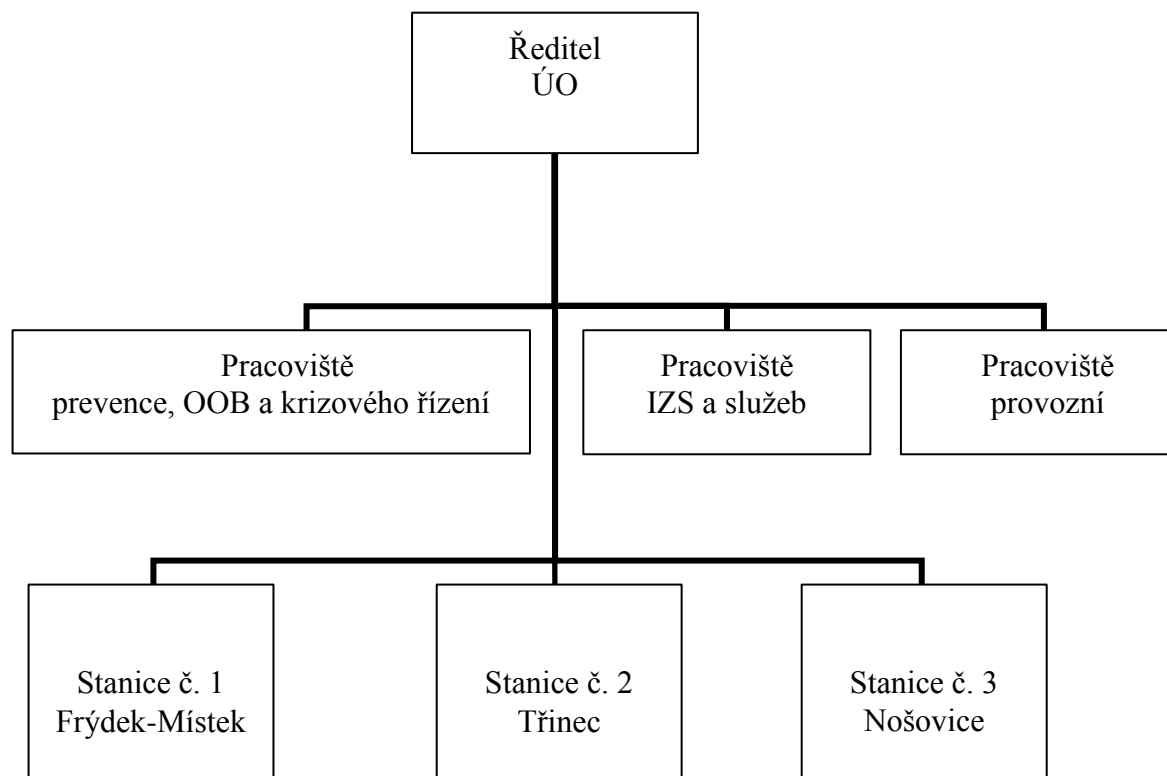 Ředitel
ÚO
Pracoviště
prevence, OOB a krizového řízení
Pracoviště
IZS a služeb
Pracoviště
provozní
Stanice č. 1
Frýdek-Místek
Stanice č. 2
Třinec
Stanice č. 3
Nošovice